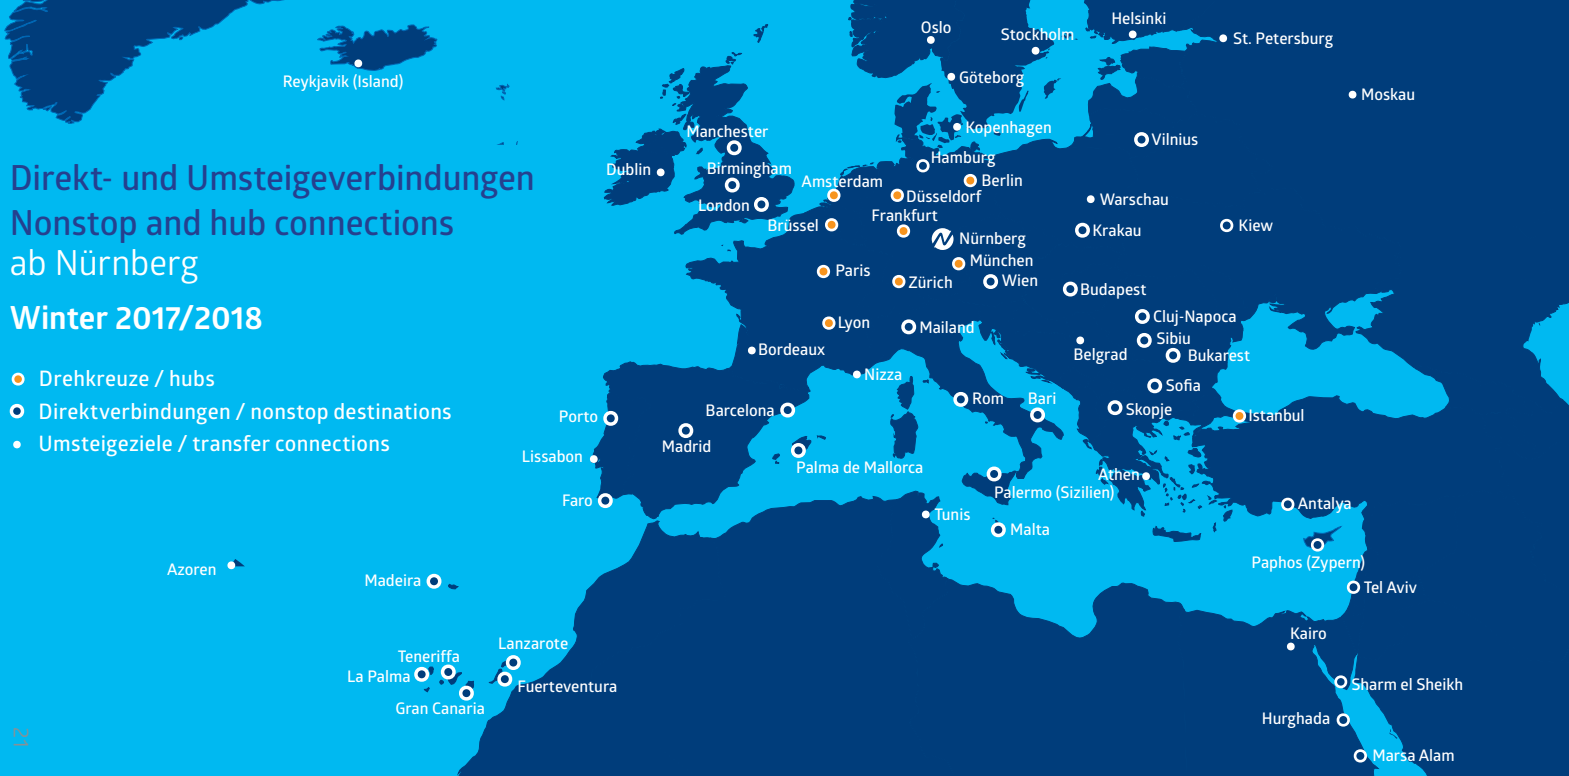 Direkt- und Umsteigeverbindungen
Nonstop and hub connections
ab Nürnberg
Winter 2017/2018
Drehkreuze / hubs
Direktverbindungen / nonstop destinations
Umsteigeziele / transfer connections
Reykjavik (Island)
Oslo
Stockholm
Helsinki
St. Petersburg
Göteborg
Moskau
Kopenhagen
Manchester
Vilnius
Hamburg
Dublin
Birmingham
Amsterdam
Berlin
London
Düsseldorf
Warschau
Frankfurt
Brüssel
Nürnberg
Krakau
Kiew
München
Paris
Zürich
Wien
Budapest
Lyon
Mailand
Cluj-Napoca
Sibiu
Bordeaux
Belgrad
Bukarest
Nizza
Sofia
Rom
Bari
Porto
Barcelona
Skopje
Istanbul
Madrid
Lissabon
Palma de Mallorca
Athen
Palermo (Sizilien)
Faro
Antalya
Tunis
Malta
Paphos (Zypern)
Azoren
Madeira
Tel Aviv
Kairo
Lanzarote
Teneriffa
La Palma
Fuerteventura
Sharm el Sheikh
Gran Canaria
Hurghada
Marsa Alam
21